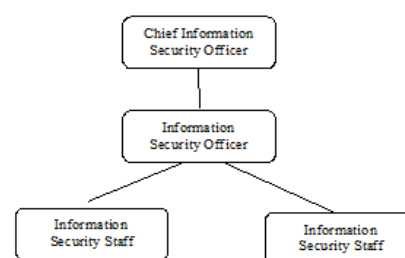 Chief Information
Security Officer
Information
Security Officer
Information
Security Staff
Information
Security Staff